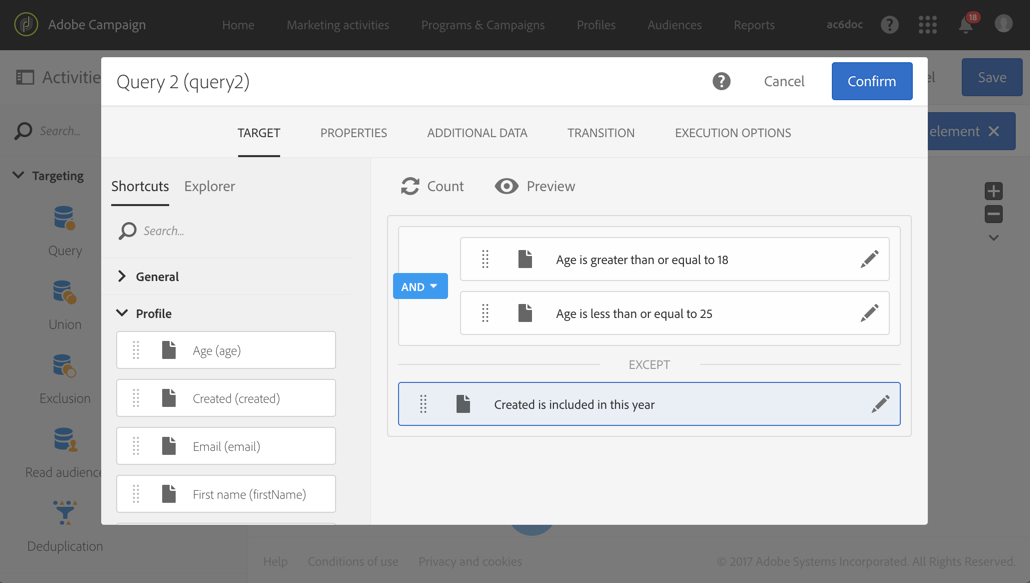 Adobe Campaign
Home
Marketing activities
Programs & Campaigns
Profiles
Audiences
Reports
ac6doc
?
18
Activitie
el
Save
Query 2 (query2)
?
Cancel
Confirm
Search...
element
TARGET
PROPERTIES
ADDITIONAL DATA
TRANSITION
EXECUTION OPTIONS
Targeting
Query
Union
Exclusion
Read audienc
Deduplication
Shortcuts
Explorer
Search...
General
Profile
Age (age)
Created (created)
Email (email)
First name (firstName)
Count
Preview
AND
Age is greater than or equal to 18
Age is less than or equal to 25
EXCEPT
Created is included in this year
Help
Conditions of use
Privacy and cookies
© 2017 Adobe Systems Incorporated. All Rights Reserved.